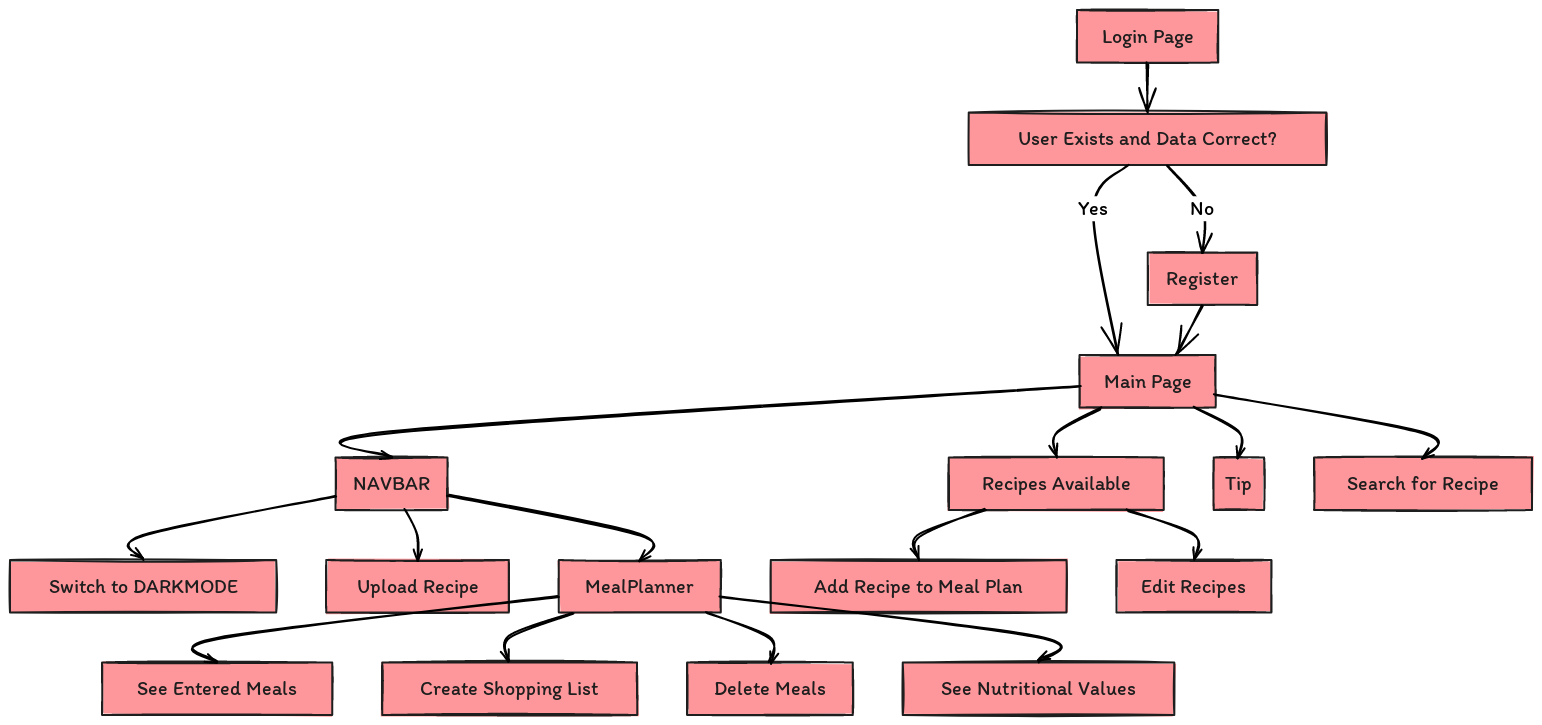 Login Page
User Exists and Data Correct?
Yes
No
Register
Main Page
NAVBAR
Recipes Available
Tip
Search for Recipe
Switch to DARKMODE
Upload Recipe
MealPlanner
Add Recipe to Meal Plan
Edit Recipes
See Entered Meals
Create Shopping List
Delete Meals
See Nutritional Values